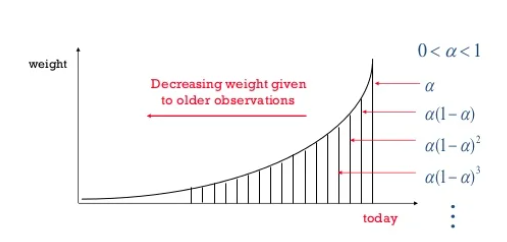 0 < α < 1
weight
Decreasing weight given
to older observations
α
α(1− α)
α(1− α)²
α(1− α)³
today
⋮